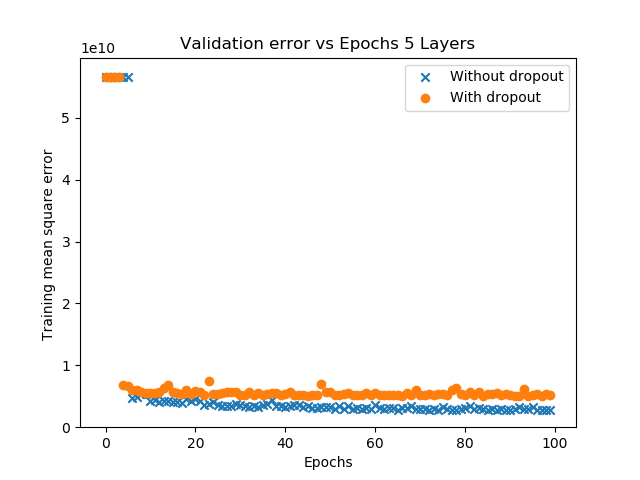 Validation error vs Epochs 5 Layers
1e10
Without dropout
With dropout
5
4
3
2
1
0
Training mean square error
0 20 40 60 80 100
Epochs